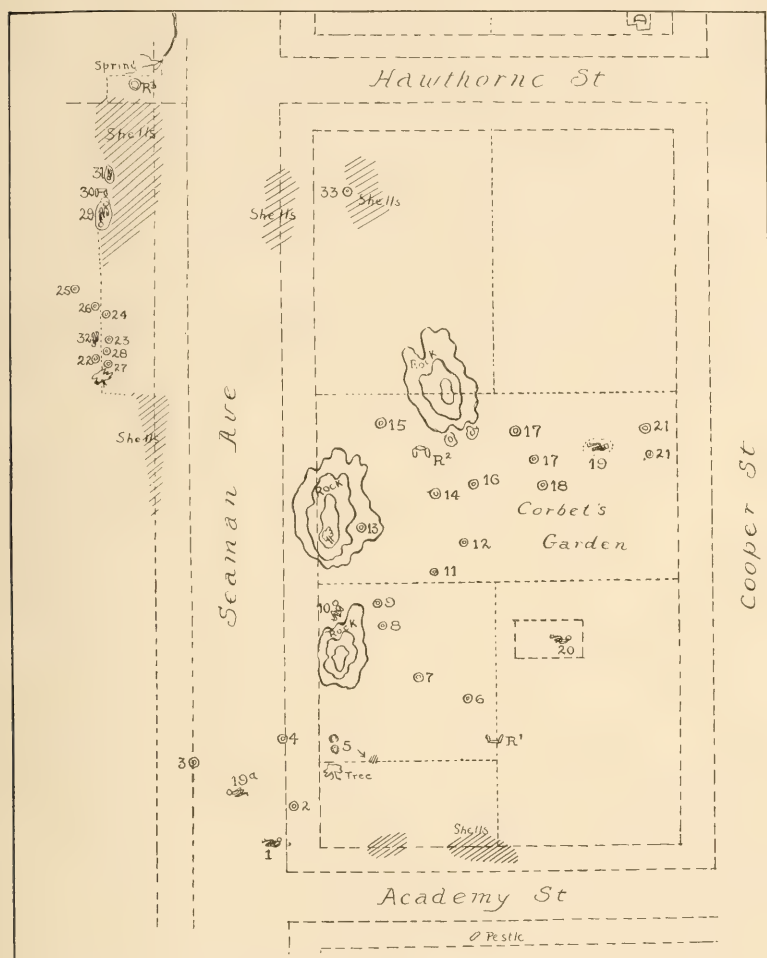 Spring
Hawthorne St
R³
Shells
31
30
29
33
Shells
Shells
25
26
24
32
23
28
22
27
Rock
Shells
Seaman Ave
15
17
21
R²
17
19
21
Cooper St
16
14
18
Rock
Corbet's
13
12
Garden
11
10
9
8
Rock
20
7
6
4
5
R¹
3
Tree
19ª
2
Shells
1
Academy St
Pestle